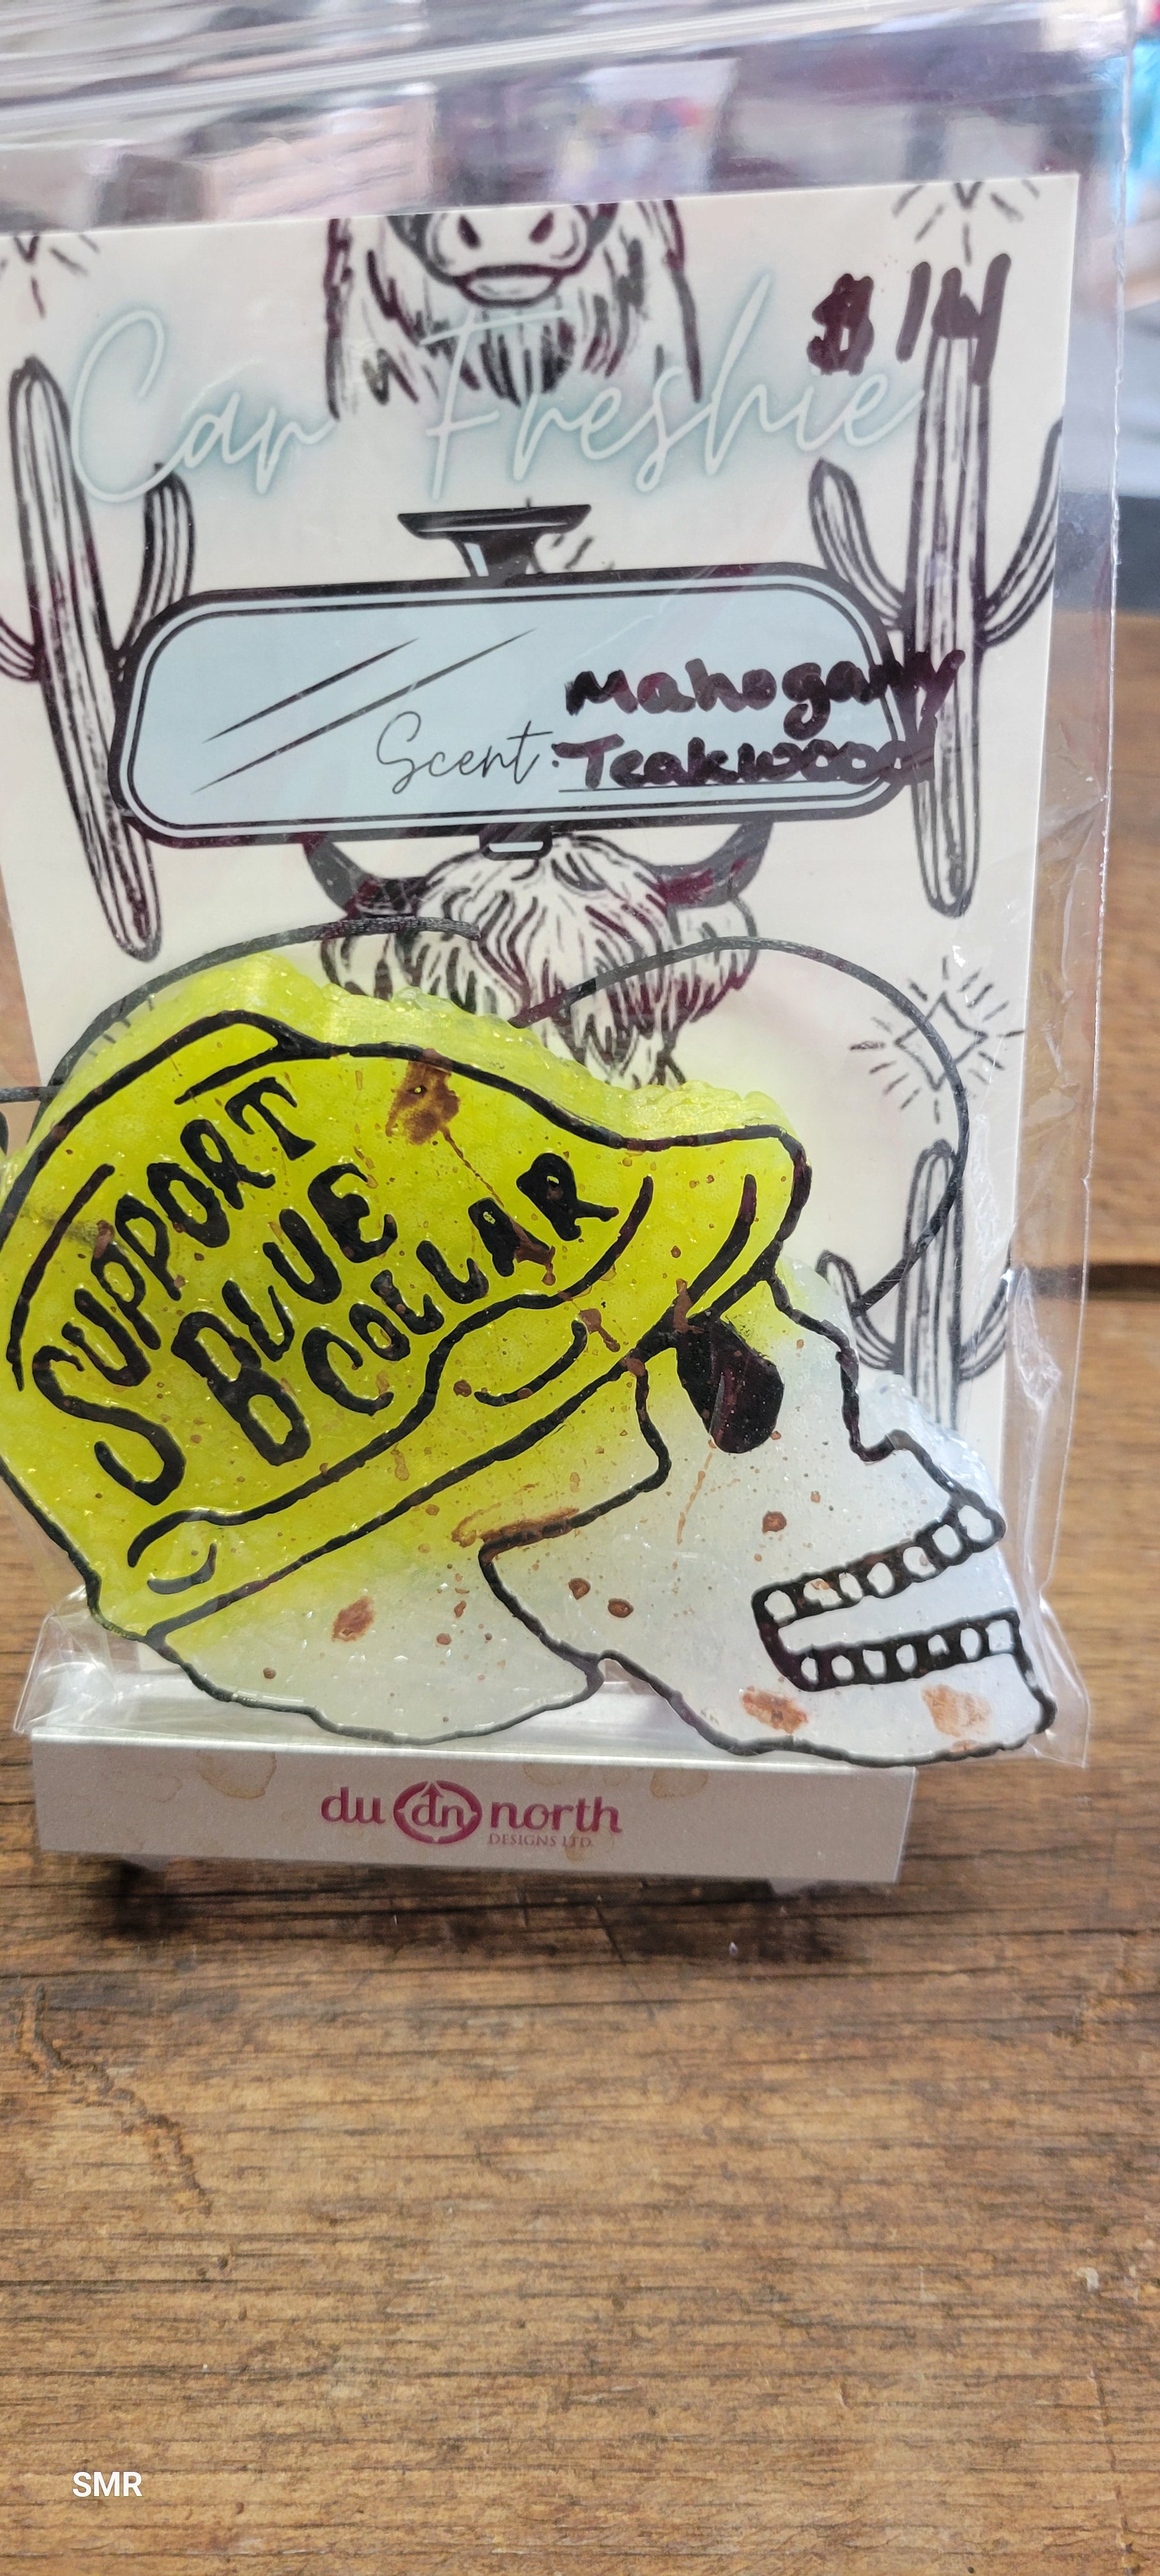 $14
Car Freshie
Mahogany
Scent: Teakwood
SUPPORT
BLUE
COLLAR
du dn north
DESIGNS LTD.
SMR